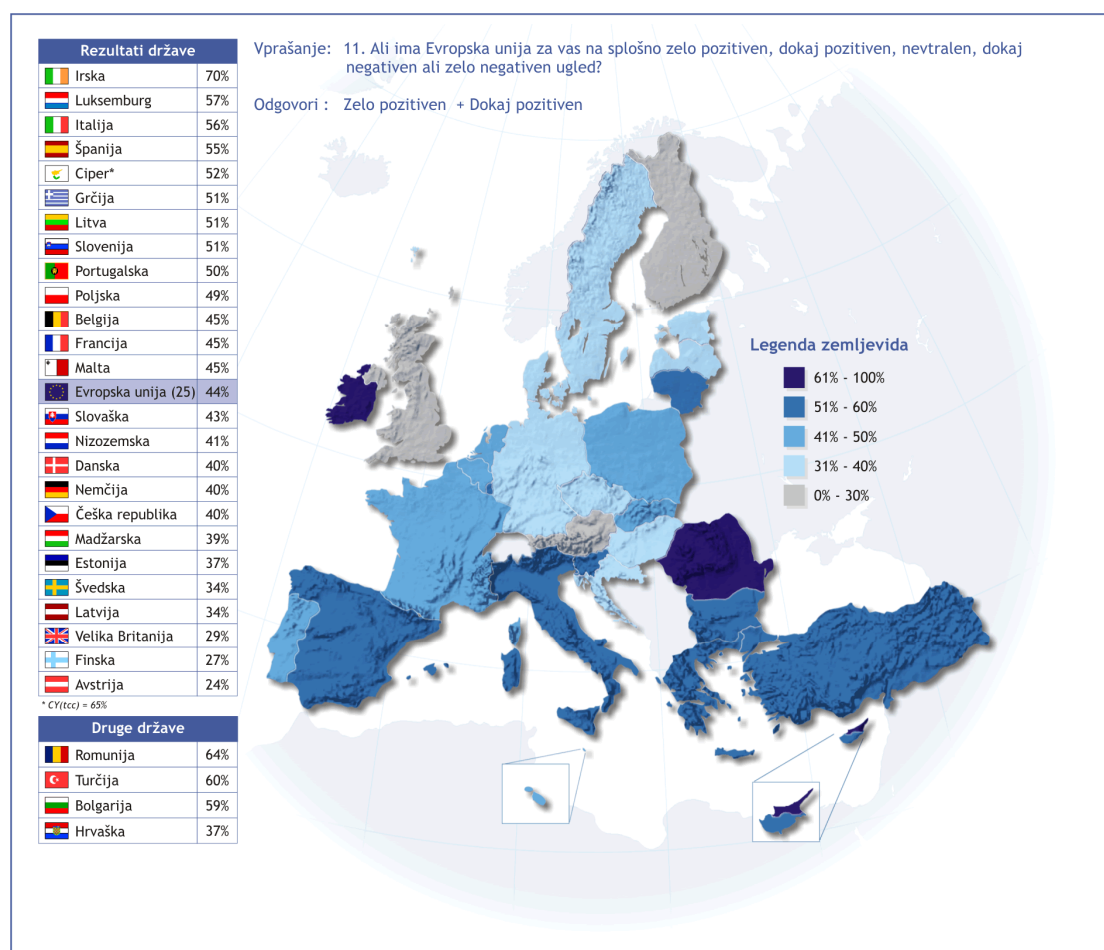 Vprašanje: 11. Ali ima Evropska unija za vas na splošno zelo pozitiven, dokaj pozitiven, nevtralen, dokaj
negativen ali zelo negativen ugled?
Odgovori : Zelo pozitiven + Dokaj pozitiven
Rezultati države
Irska 70%
Luksemburg 57%
Italija 56%
Španija 55%
Ciper* 52%
Grčija 51%
Litva 51%
Slovenija 51%
Portugalska 50%
Poljska 49%
Belgija 45%
Francija 45%
Malta 45%
Evropska unija (25) 44%
Slovaška 43%
Nizozemska 41%
Danska 40%
Nemčija 40%
Češka republika 40%
Madžarska 39%
Estonija 37%
Švedska 34%
Latvija 34%
Velika Britanija 29%
Finska 27%
Avstrija 24%
* CY(tcc) = 65%
Druge države
Romunija 64%
Turčija 60%
Bolgarija 59%
Hrvaška 37%
Legenda zemljevida
61% - 100%
51% - 60%
41% - 50%
31% - 40%
0% - 30%